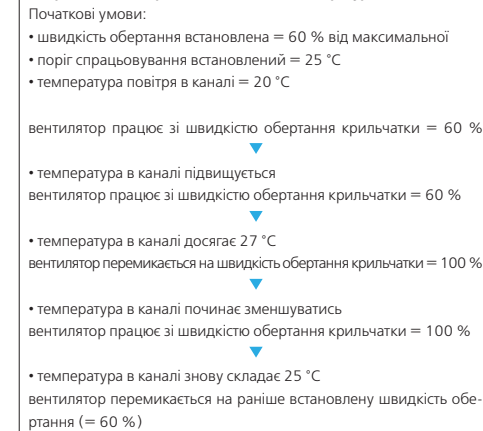 Початкові умови:
• швидкість обертання встановлена = 60 % від максимальної
• поріг спрацьовування встановлений = 25 °C
• температура повітря в каналі = 20 °C
вентилятор працює зі швидкістю обертання крильчатки = 60 %
• температура в каналі підвищується
вентилятор працює зі швидкістю обертання крильчатки = 60 %
• температура в каналі досягає 27 °C
вентилятор перемикається на швидкість обертання крильчатки = 100 %
• температура в каналі починає зменшуватись
вентилятор працює зі швидкістю обертання крильчатки = 100 %
• температура в каналі знову складає 25 °C
вентилятор перемикається на раніше встановлену швидкість обе-
ртання (= 60 %)